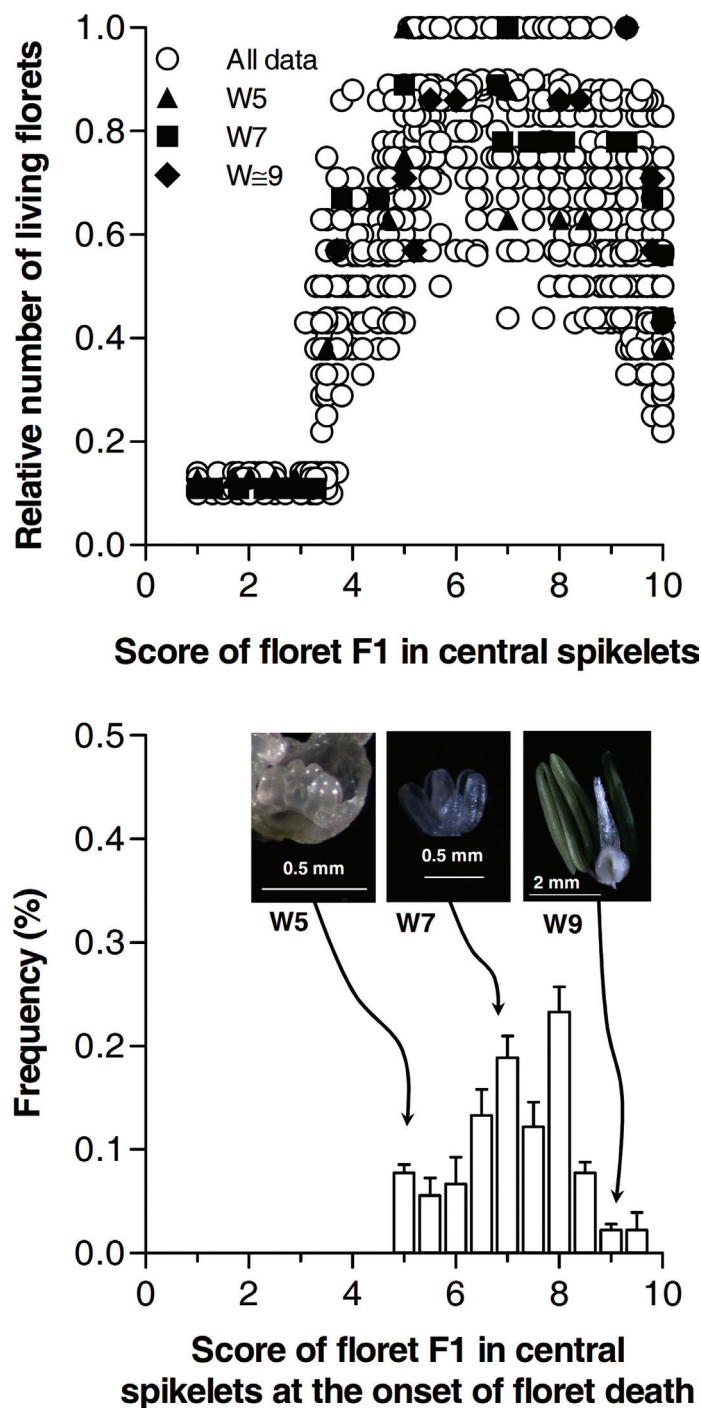 Relative number of living florets
1.0
0.8
0.6
0.4
0.2
0.0
All data
W5
W7
W≅9
0 2 4 6 8 10
Score of floret F1 in central spikelets
Frequency (%)
0.5
0.4
0.3
0.2
0.1
0.0
0.5 mm
0.5 mm
2 mm
W5
W7
W9
0 2 4 6 8 10
Score of floret F1 in central
spikelets at the onset of floret death